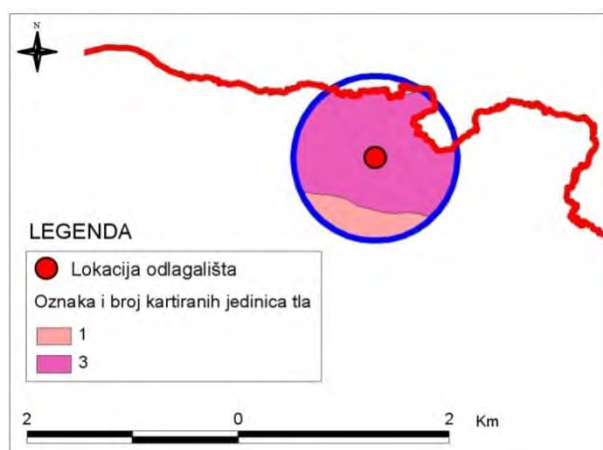 N
LEGENDA
Lokacija odlagališta
Oznaka i broj kartiranih jedinica tla
1
3
2 0 2 Km